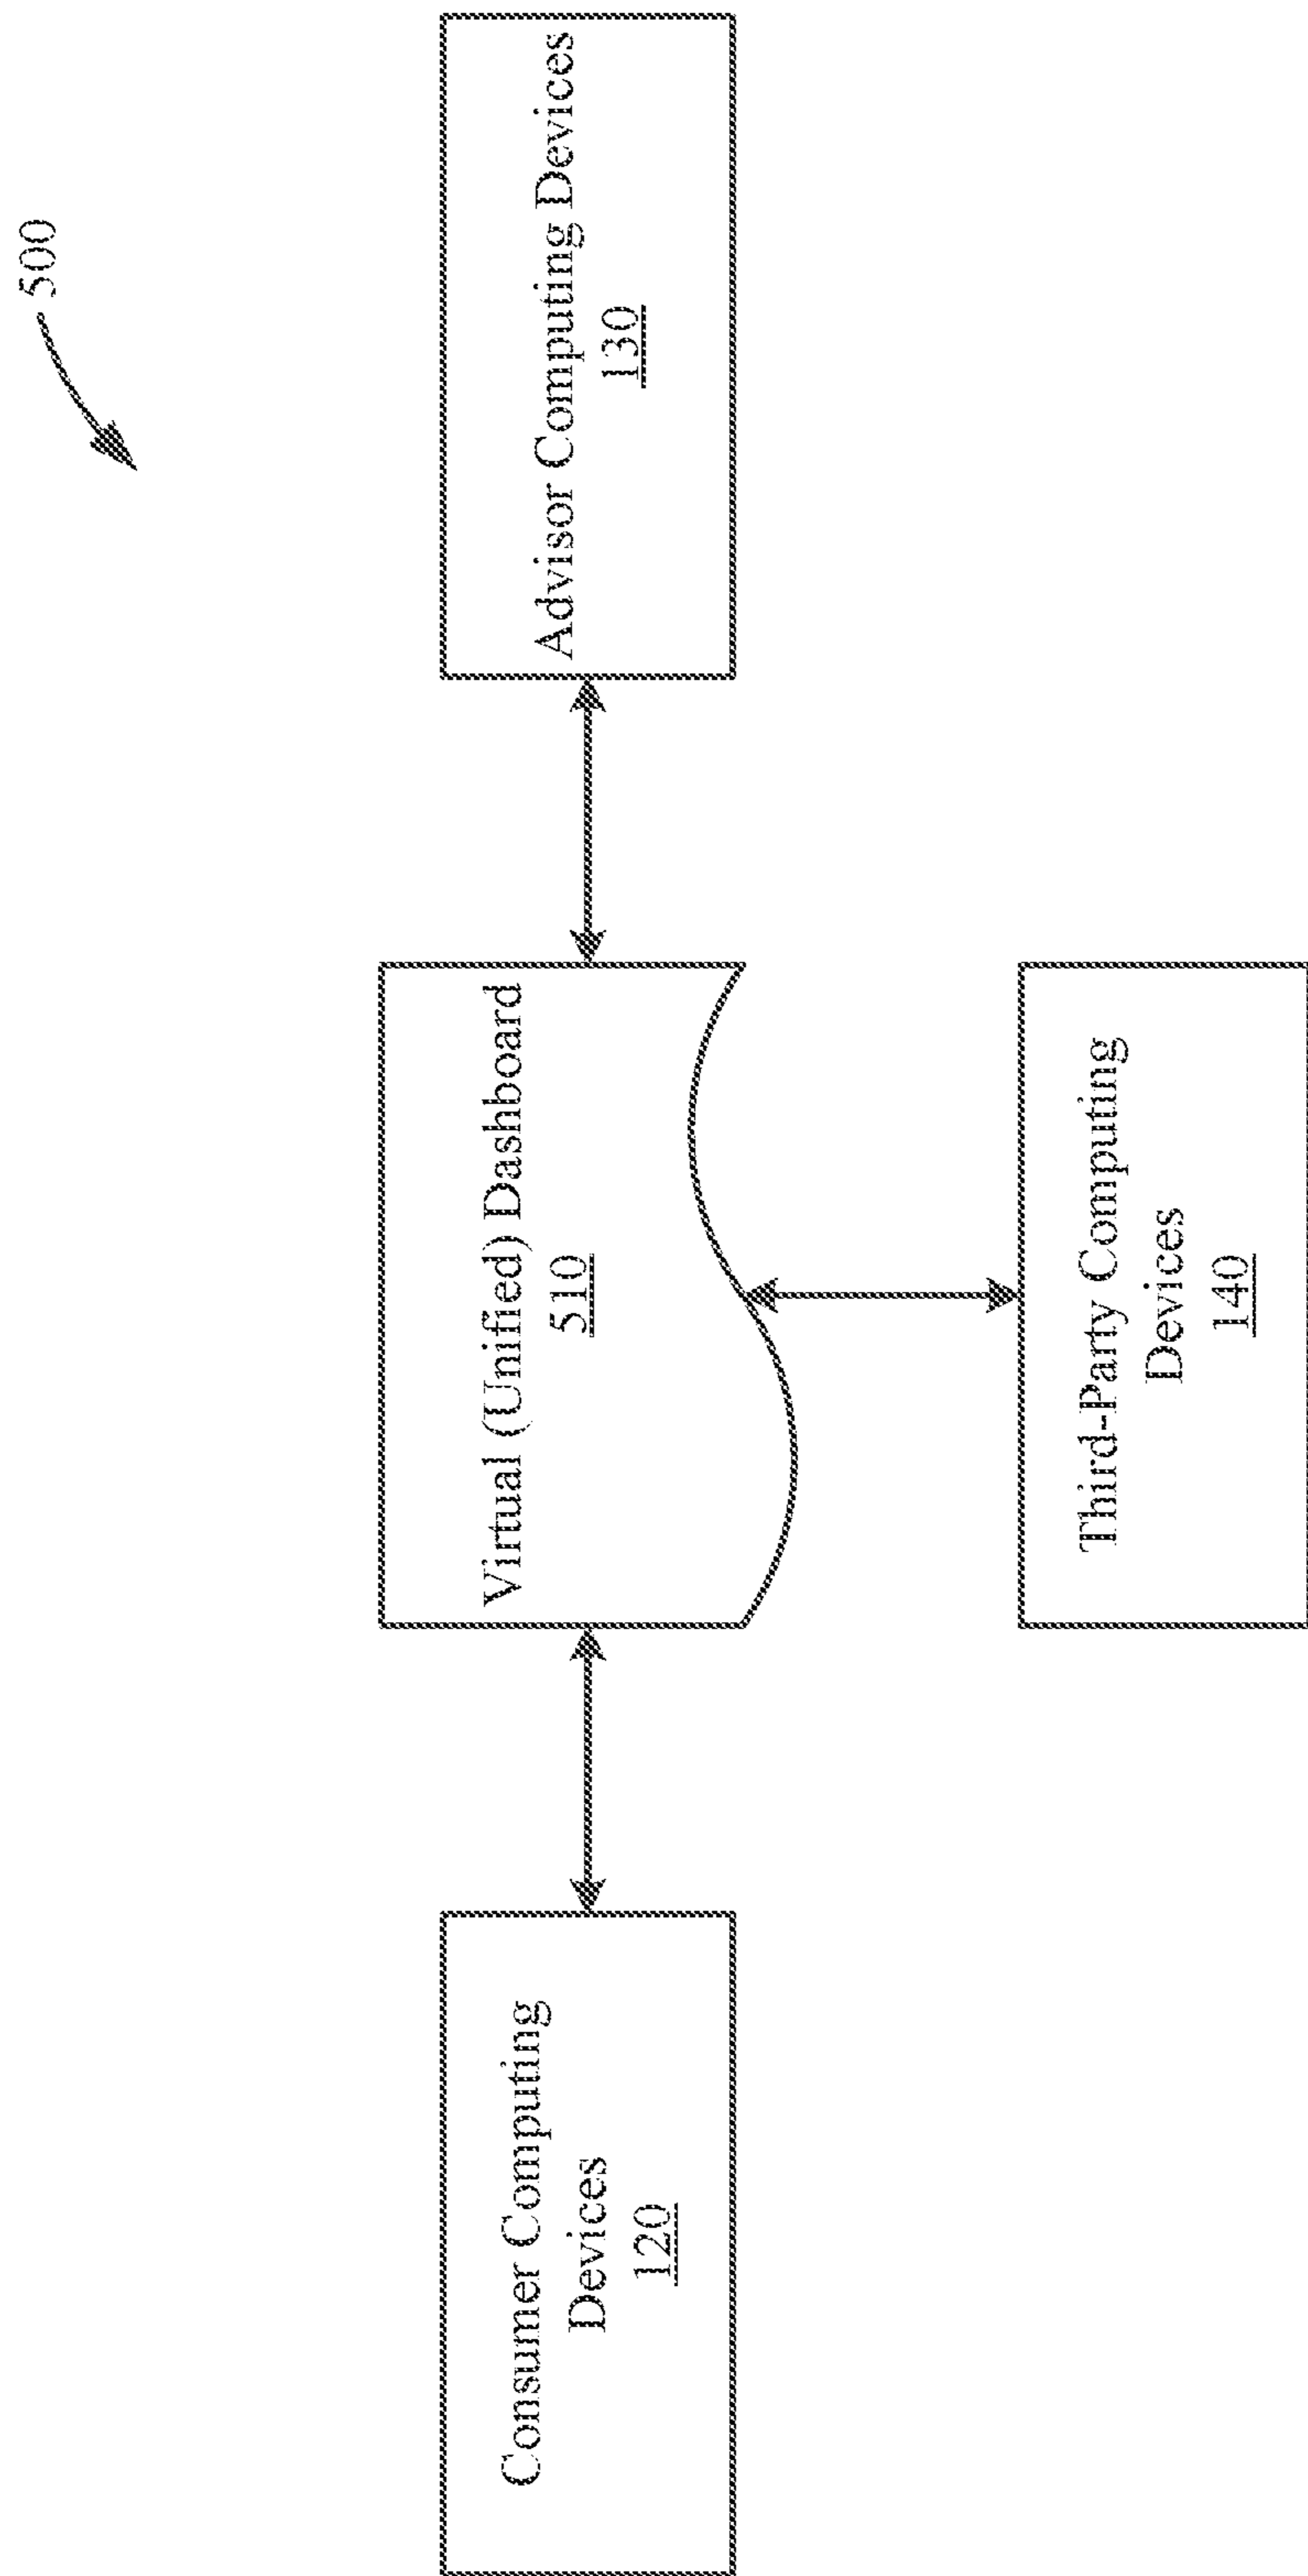 500
Consumer Computing
Devices
120
Virtual (Unified) Dashboard
510
Advisor Computing Devices
130
Third-Party Computing
Devices
140